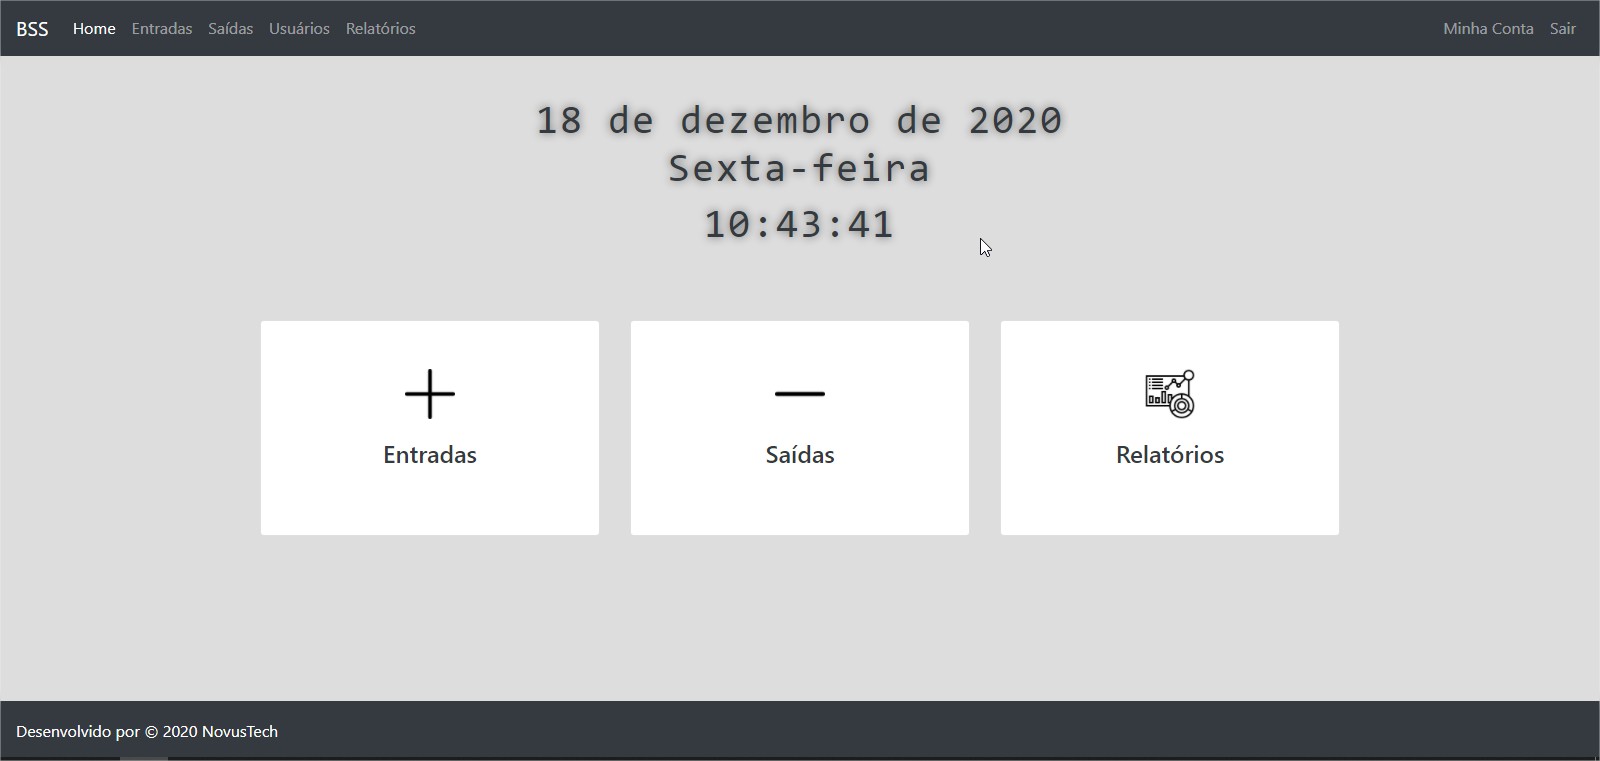 BSS Home Entradas Saídas Usuários Relatórios Minha Conta Sair
18 de dezembro de 2020
Sexta-feira
10:43:41
Entradas
Saídas
Relatórios
Desenvolvido por © 2020 NovusTech